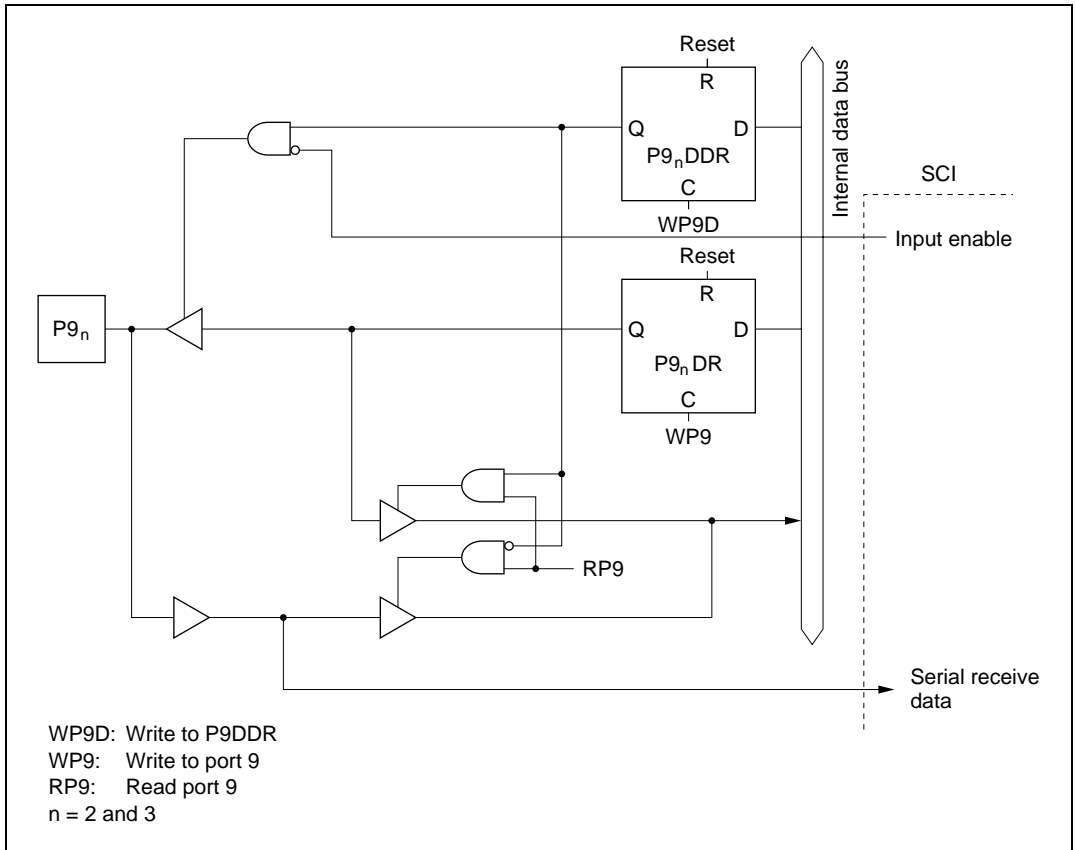 Reset
R
Q
D
P9nDDR
C
WP9D
Internal data bus
SCI
Input enable
Reset
R
P9n
Q
D
P9nDR
C
WP9
RP9
Serial receive
data
WP9D: Write to P9DDR
WP9: Write to port 9
RP9: Read port 9
n = 2 and 3